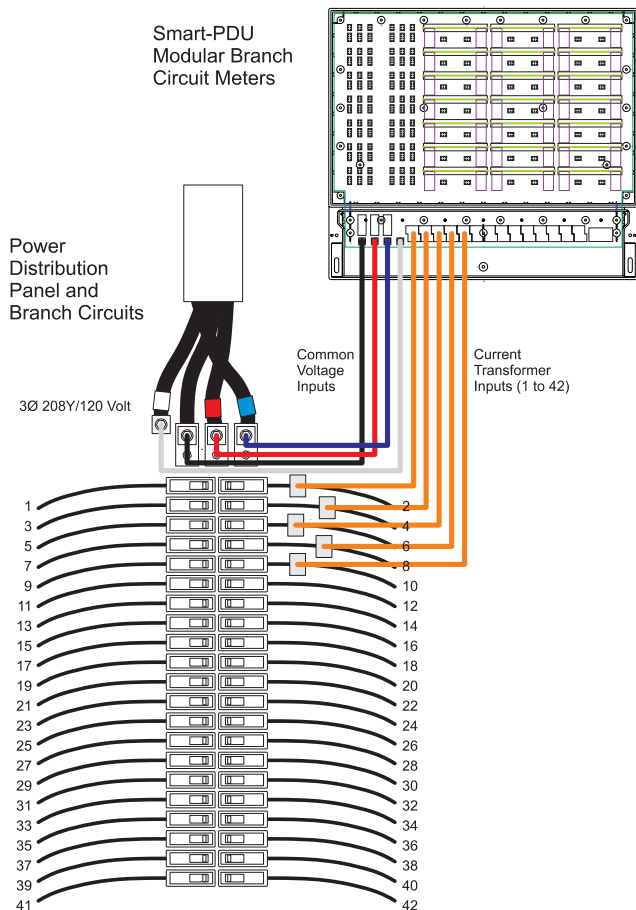 Smart-PDU
Modular Branch
Circuit Meters
Power
Distribution
Panel and
Branch Circuits
Common
Voltage
Inputs
Current
Transformer
Inputs (1 to 42)
3Ø 208Y/120 Volt
1 2
3 4
5 6
7 8
9 10
11 12
13 14
15 16
17 18
19 20
21 22
23 24
25 26
27 28
29 30
31 32
33 34
35 36
37 38
39 40
41 42